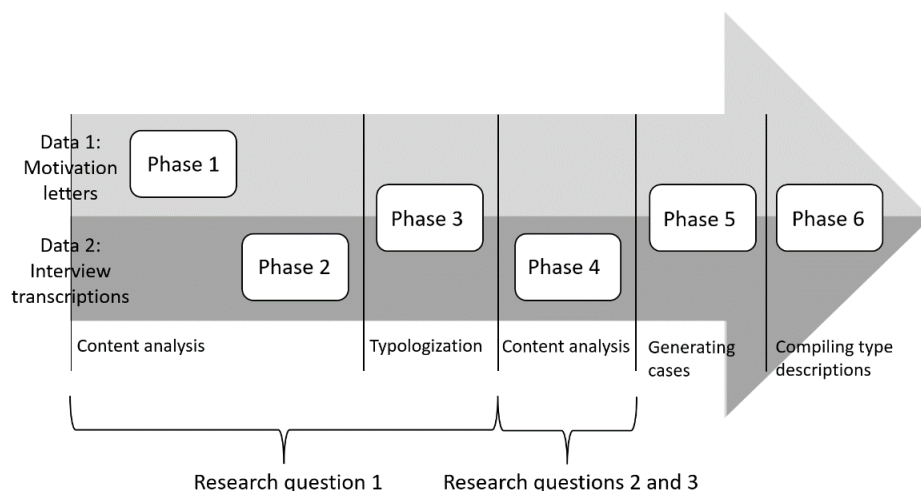 Data 1:
Motivation
letters
Phase 1
Phase 3
Phase 5
Phase 6
Data 2:
Interview
transcriptions
Phase 2
Phase 4
Content analysis
Typologization
Content analysis
Generating
cases
Compiling type
descriptions
Research question 1
Research questions 2 and 3